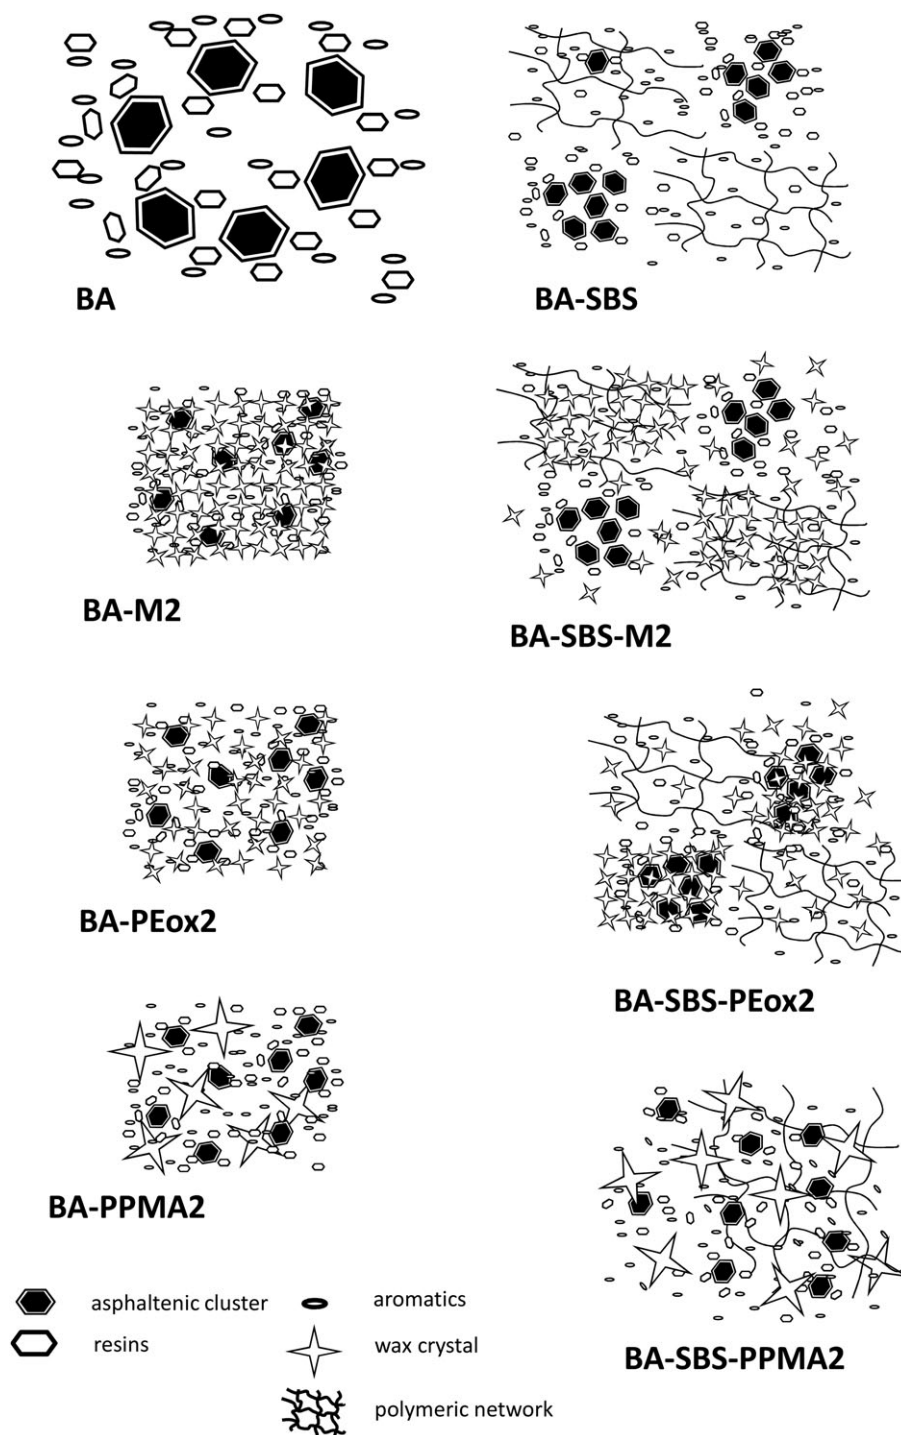 BA
BA-SBS
BA-M2
BA-SBS-M2
BA-PEox2
BA-SBS-PEox2
BA-PPMA2
BA-SBS-PPMA2
asphaltenic cluster
aromatics
resins
wax crystal
polymeric network